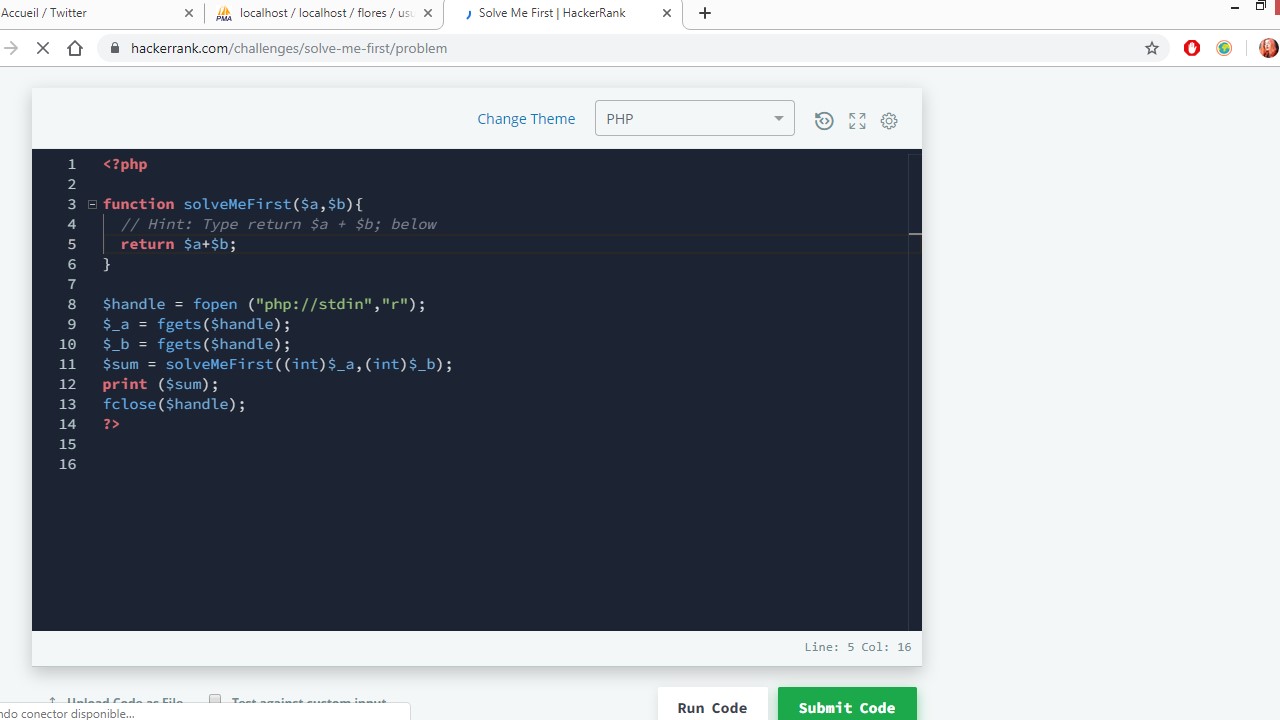 Accueil / Twitter
PMA localhost / localhost / flores / usu
Solve Me First | HackerRank
hackerrank.com/challenges/solve-me-first/problem
Change Theme PHP
1 <?php
2
3 function solveMeFirst($a,$b){
4 // Hint: Type return $a + $b; below
5 return $a+$b;
6 }
7
8 $handle = fopen ("php://stdin","r");
9 $_a = fgets($handle);
10 $_b = fgets($handle);
11 $sum = solveMeFirst((int)$_a,(int)$_b);
12 print ($sum);
13 fclose($handle);
14 ?>
15
16
Line: 5 Col: 16
Upload Code as File Test against custom input
Run Code Submit Code
ndo conector disponible...